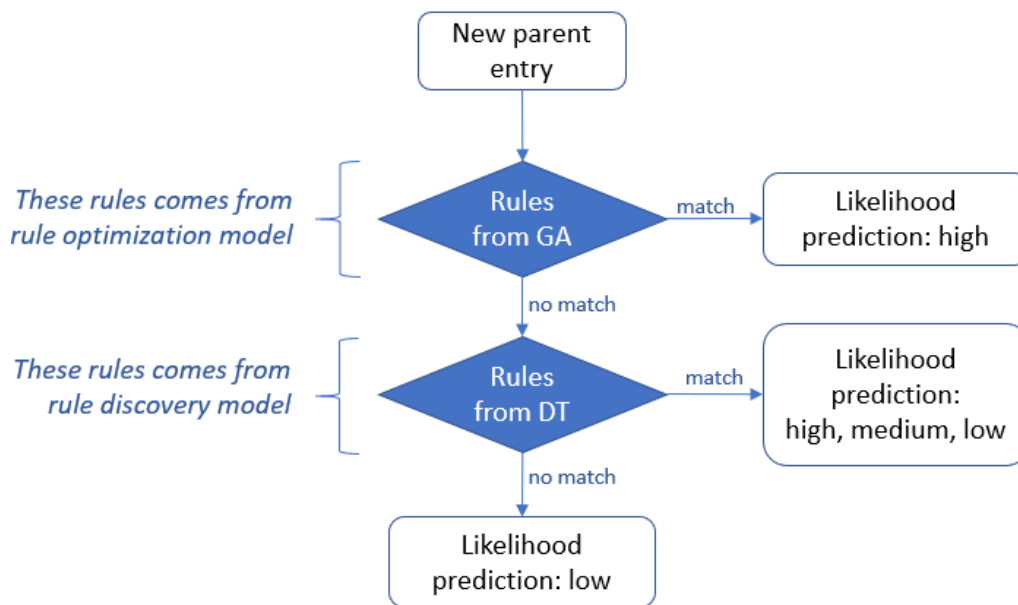 New parent
entry
These rules comes from
rule optimization model
Rules
from GA
match
Likelihood
prediction: high
no match
These rules comes from
rule discovery model
Rules
from DT
match
Likelihood
prediction:
high, medium, low
no match
Likelihood
prediction: low